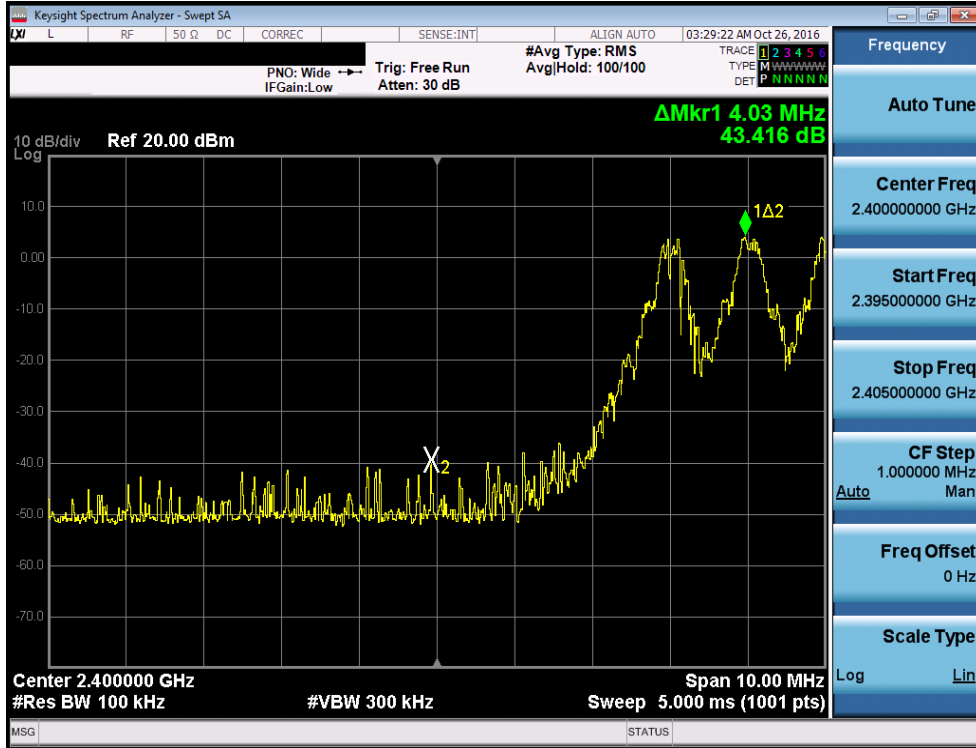 Keysight Spectrum Analyzer - Swept SA
LXI L RF 50 Ω DC CORREC SENSE:INT ALIGN AUTO 03:29:22 AM Oct 26, 2016
PNO: Wide
IFGain:Low
Trig: Free Run
Atten: 30 dB
#Avg Type: RMS
Avg|Hold: 100/100
TRACE 1 2 3 4 5 6
TYPE M WWWWW
DET P N N N N N
ΔMkr1 4.03 MHz
43.416 dB
10 dB/div Ref 20.00 dBm
Log
10.0
0.00
-10.0
-20.0
-30.0
-40.0
-50.0
-60.0
-70.0
1Δ2
2
Center 2.400000 GHz Span 10.00 MHz
#Res BW 100 kHz #VBW 300 kHz Sweep 5.000 ms (1001 pts)
MSG STATUS
Frequency
Auto Tune
Center Freq
2.400000000 GHz
Start Freq
2.395000000 GHz
Stop Freq
2.405000000 GHz
CF Step
1.000000 MHz
Auto Man
Freq Offset
0 Hz
Scale Type
Log Lin